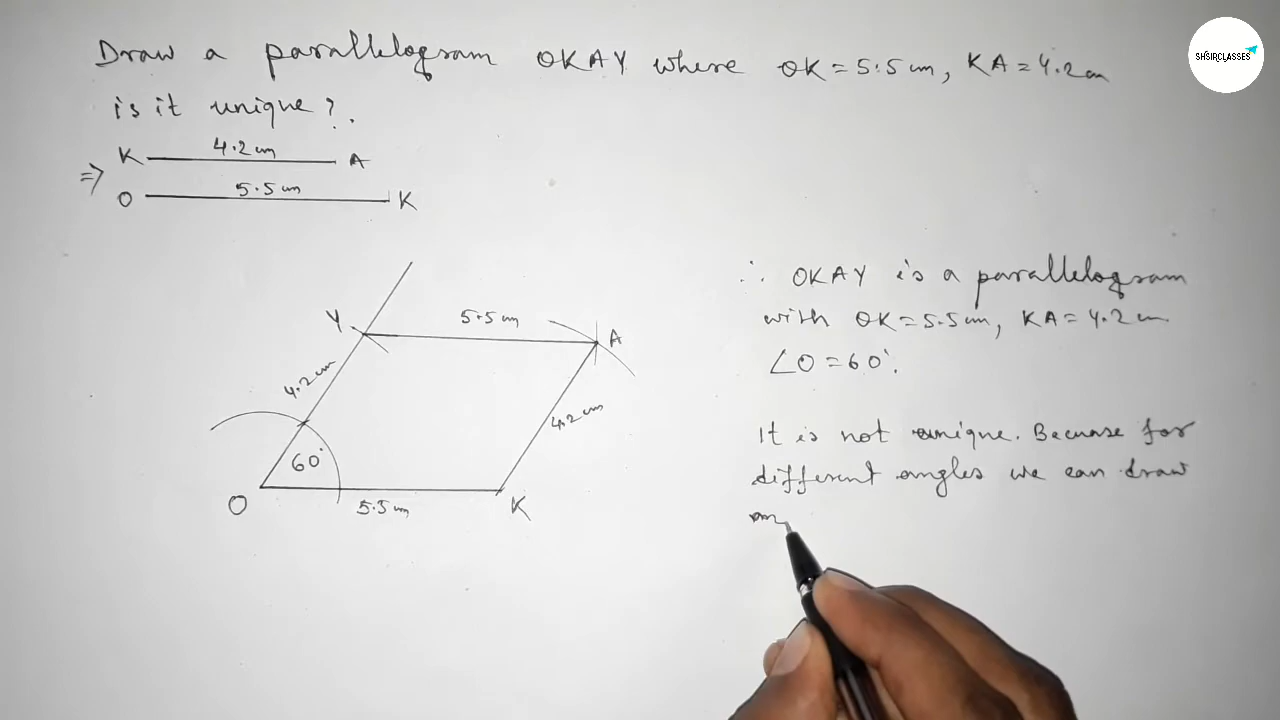 Draw a parallelogram OKAY where OK = 5.5 cm, KA = 4.2 cm
is it unique?.
SHSIRCLASSES
K 4.2 cm A
⇒
O 5.5 cm K
Y 5.5 cm A
4.2 cm
4.2 cm
60°
O 5.5 cm K
∴ OKAY is a parallelogram
with OK = 5.5 cm, KA = 4.2 cm
∠O = 60°.
It is not unique. Because for
different angles we can draw